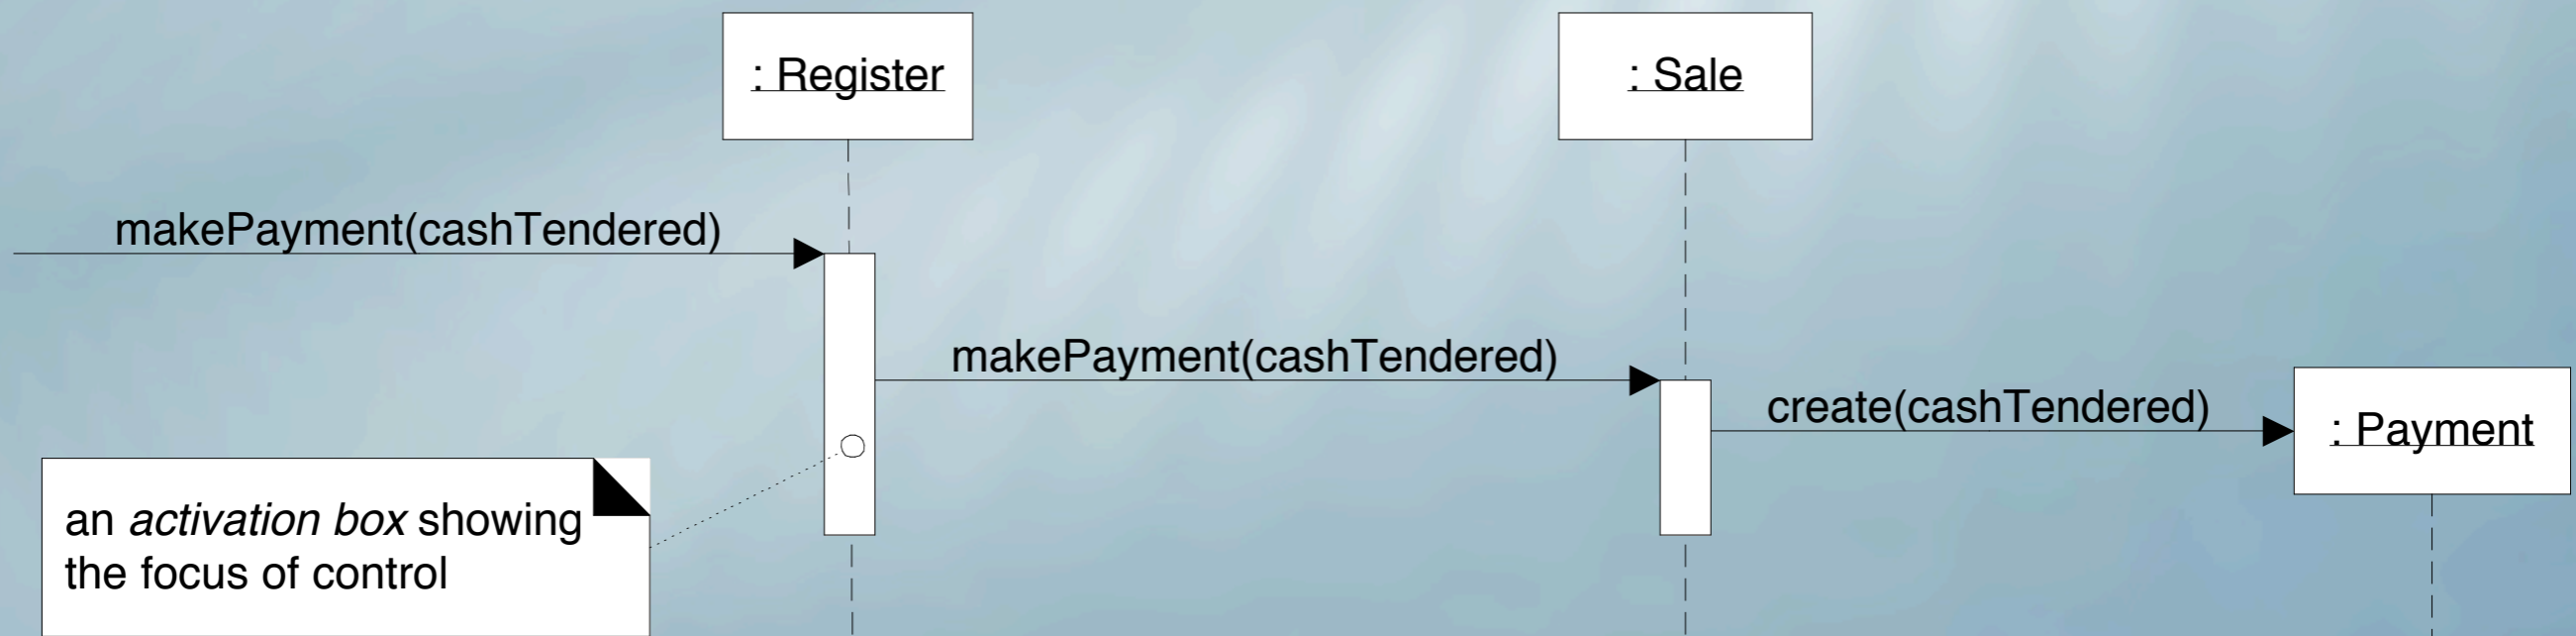 : Register
: Sale
makePayment(cashTendered)
makePayment(cashTendered)
create(cashTendered)
: Payment
an activation box showing
the focus of control